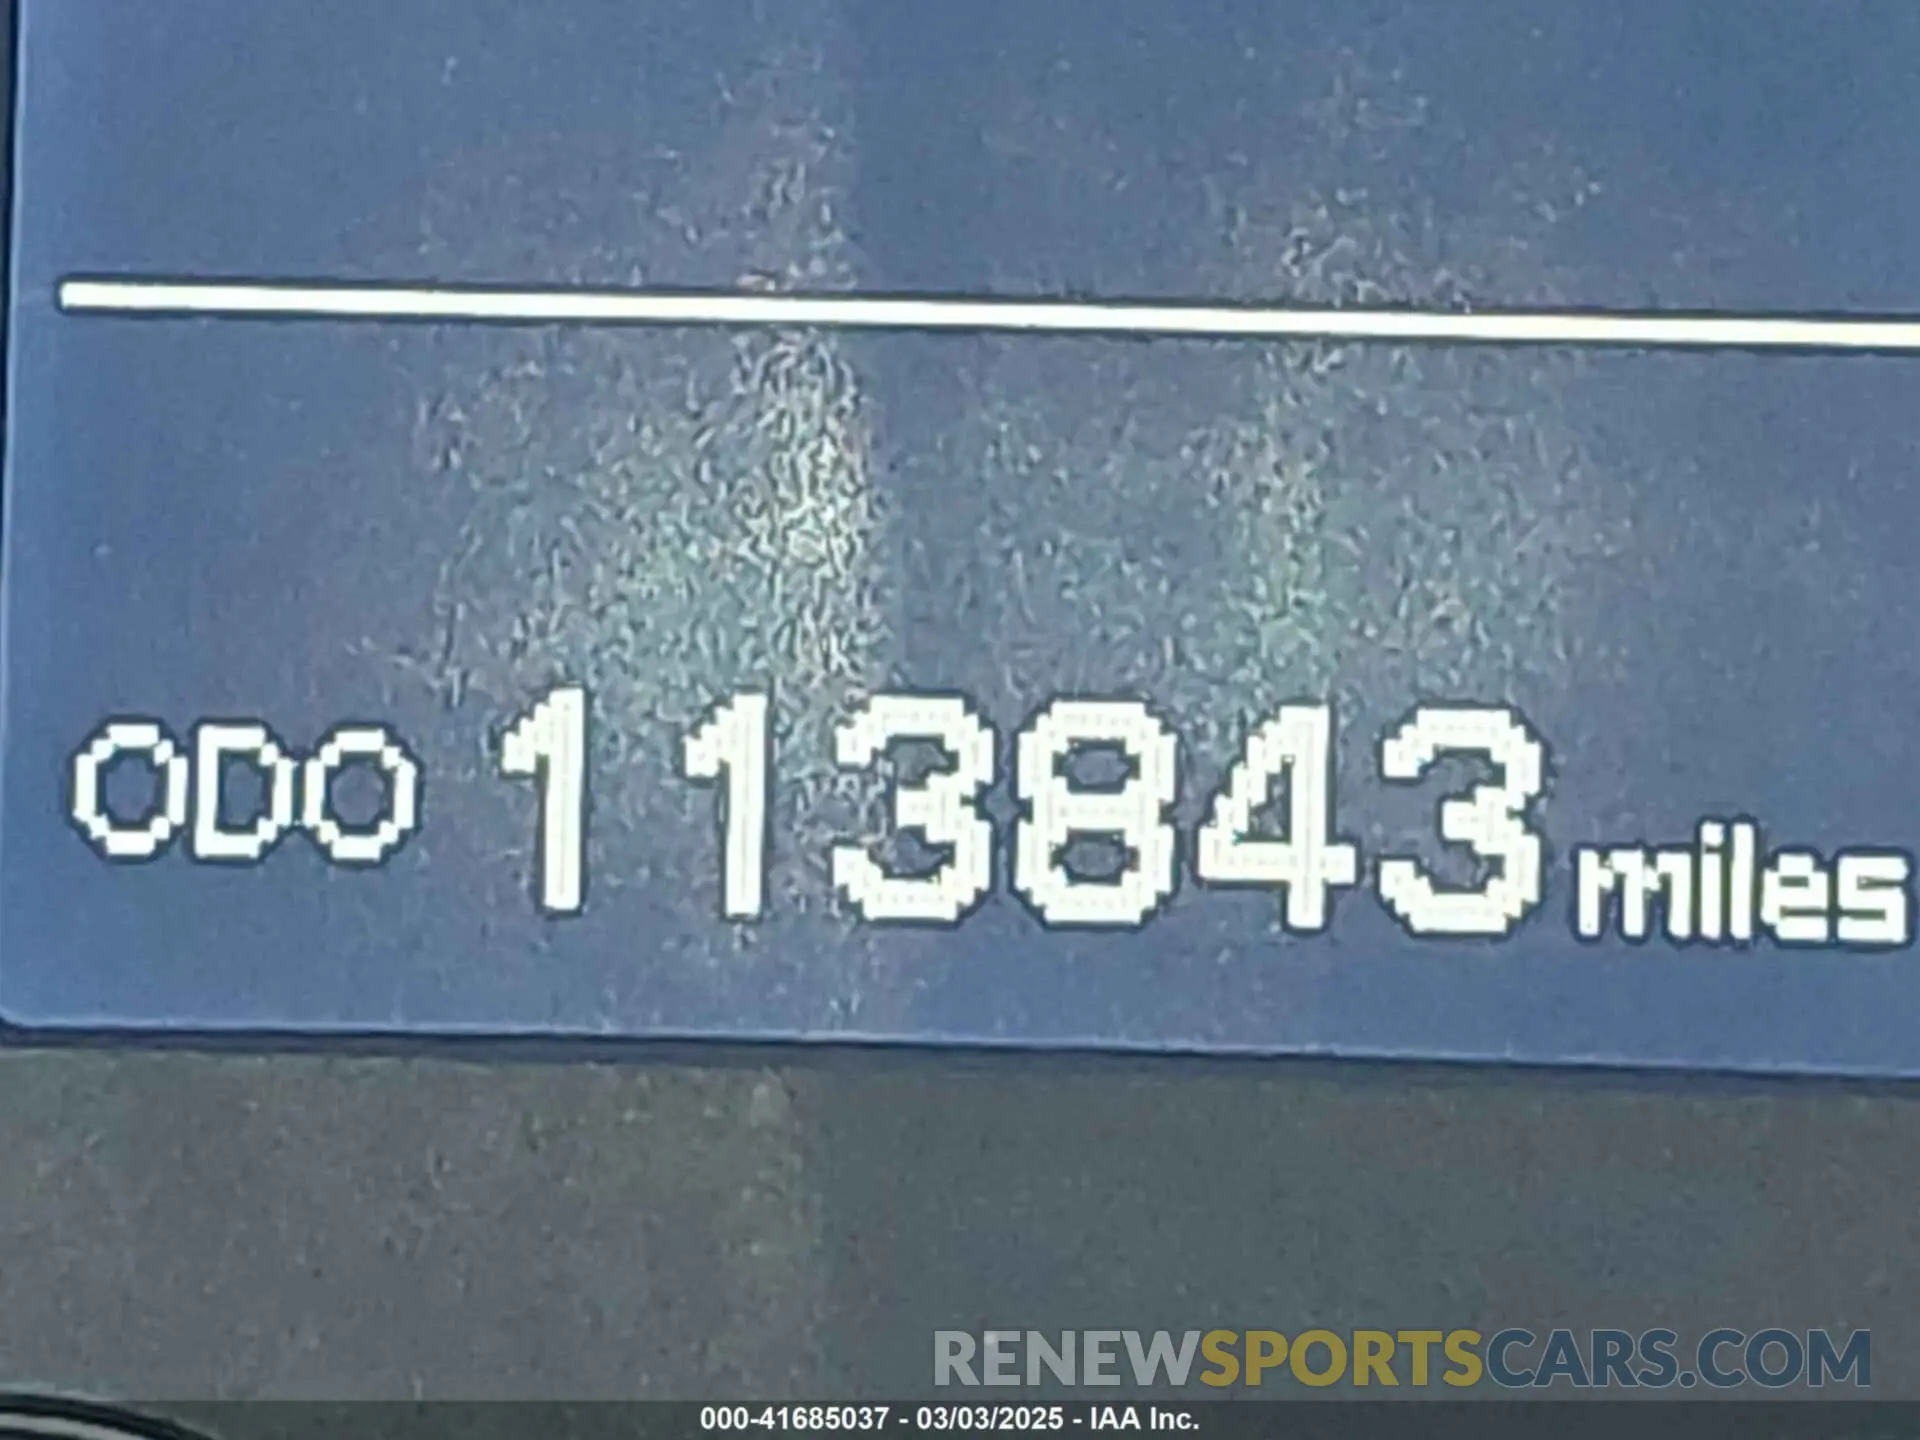 ODO 113843 miles
RENEWSPORTSCARS.COM
000-41685037 - 03/03/2025 - IAA Inc.